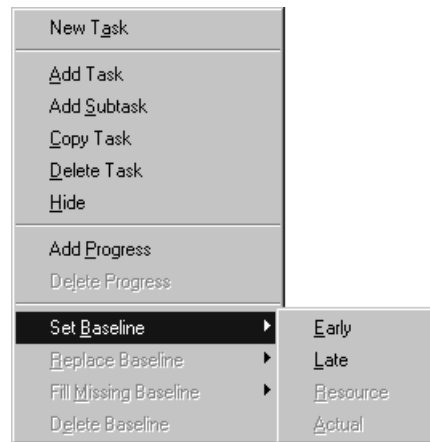 New Task
Add Task
Add Subtask
Copy Task
Delete Task
Hide
Add Progress
Delete Progress
Set Baseline
Early
Replace Baseline
Late
Fill Missing Baseline
Resource
Delete Baseline
Actual